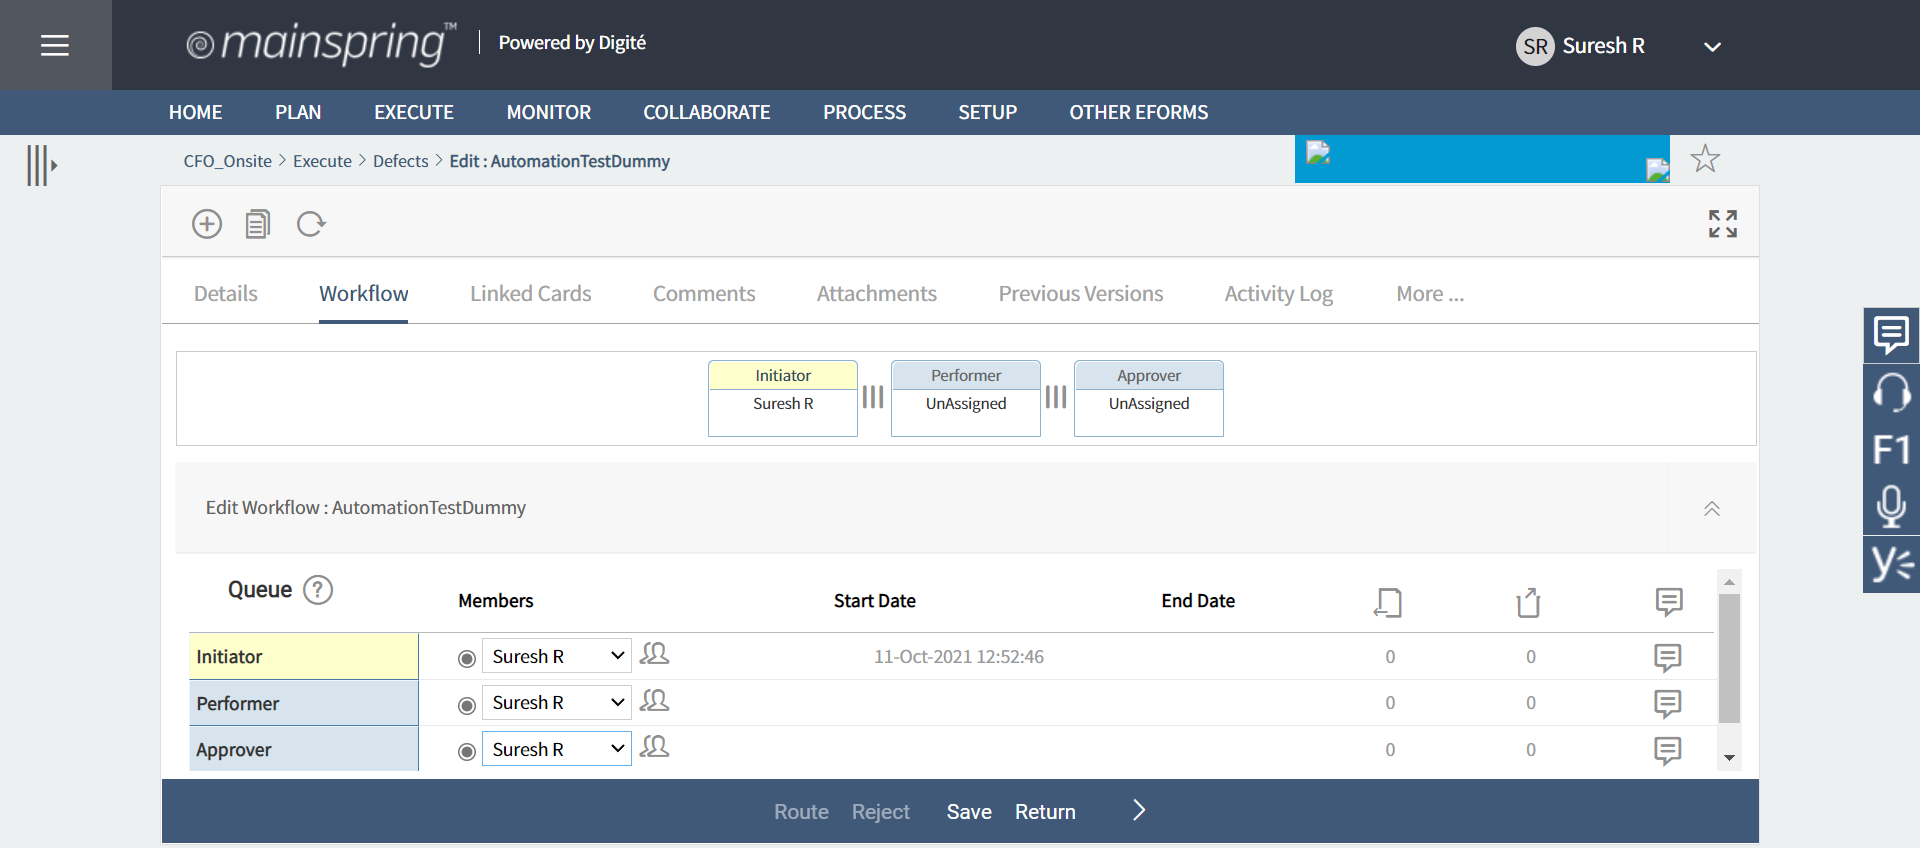 mainspring™ Powered by Digité
SR Suresh R
HOME PLAN EXECUTE MONITOR COLLABORATE PROCESS SETUP OTHER EFORMS
CFO_Onsite > Execute > Defects > Edit : AutomationTestDummy
Details Workflow Linked Cards Comments Attachments Previous Versions Activity Log More ...
Initiator Performer Approver
Suresh R UnAssigned UnAssigned
F1
Edit Workflow : AutomationTestDummy
Queue ? Members Start Date End Date
Initiator Suresh R 11-Oct-2021 12:52:46 0 0
Performer Suresh R 0 0
Approver Suresh R 0 0
Route Reject Save Return